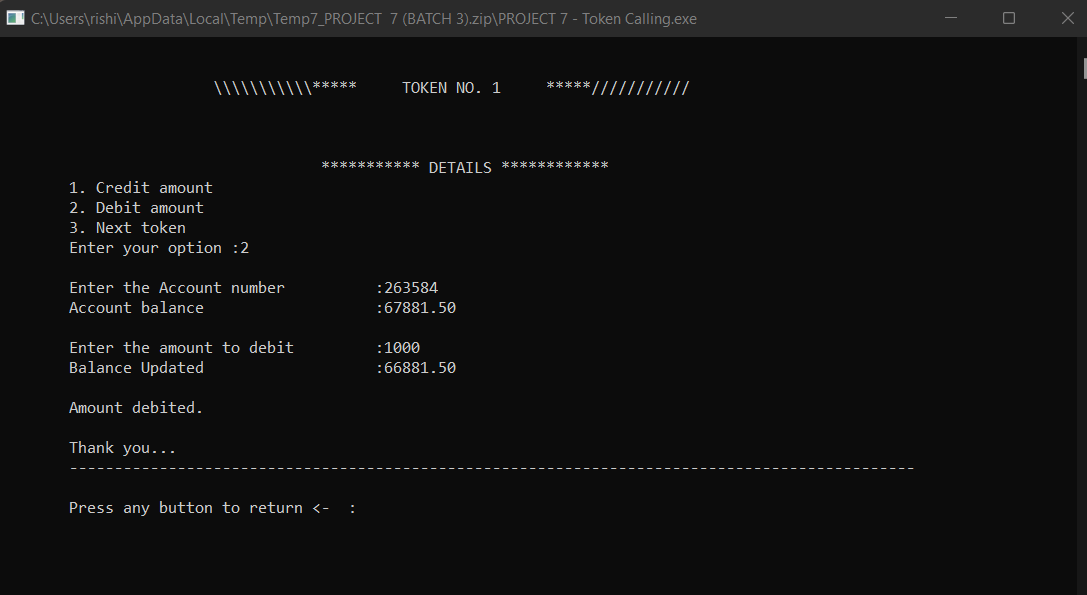 C:\Users\rishi\AppData\Local\Temp\Temp7_PROJECT  7 (BATCH 3).zip\PROJECT 7 - Token Calling.exe
\\\\\\\\\\\*****     TOKEN NO. 1     *****///////////
*********** DETAILS ************
1. Credit amount
2. Debit amount
3. Next token
Enter your option :2
Enter the Account number          :263584
Account balance                   :67881.50
Enter the amount to debit         :1000
Balance Updated                   :66881.50
Amount debited.
Thank you...
----------------------------------------------------------------------------------------------
Press any button to return <-  :